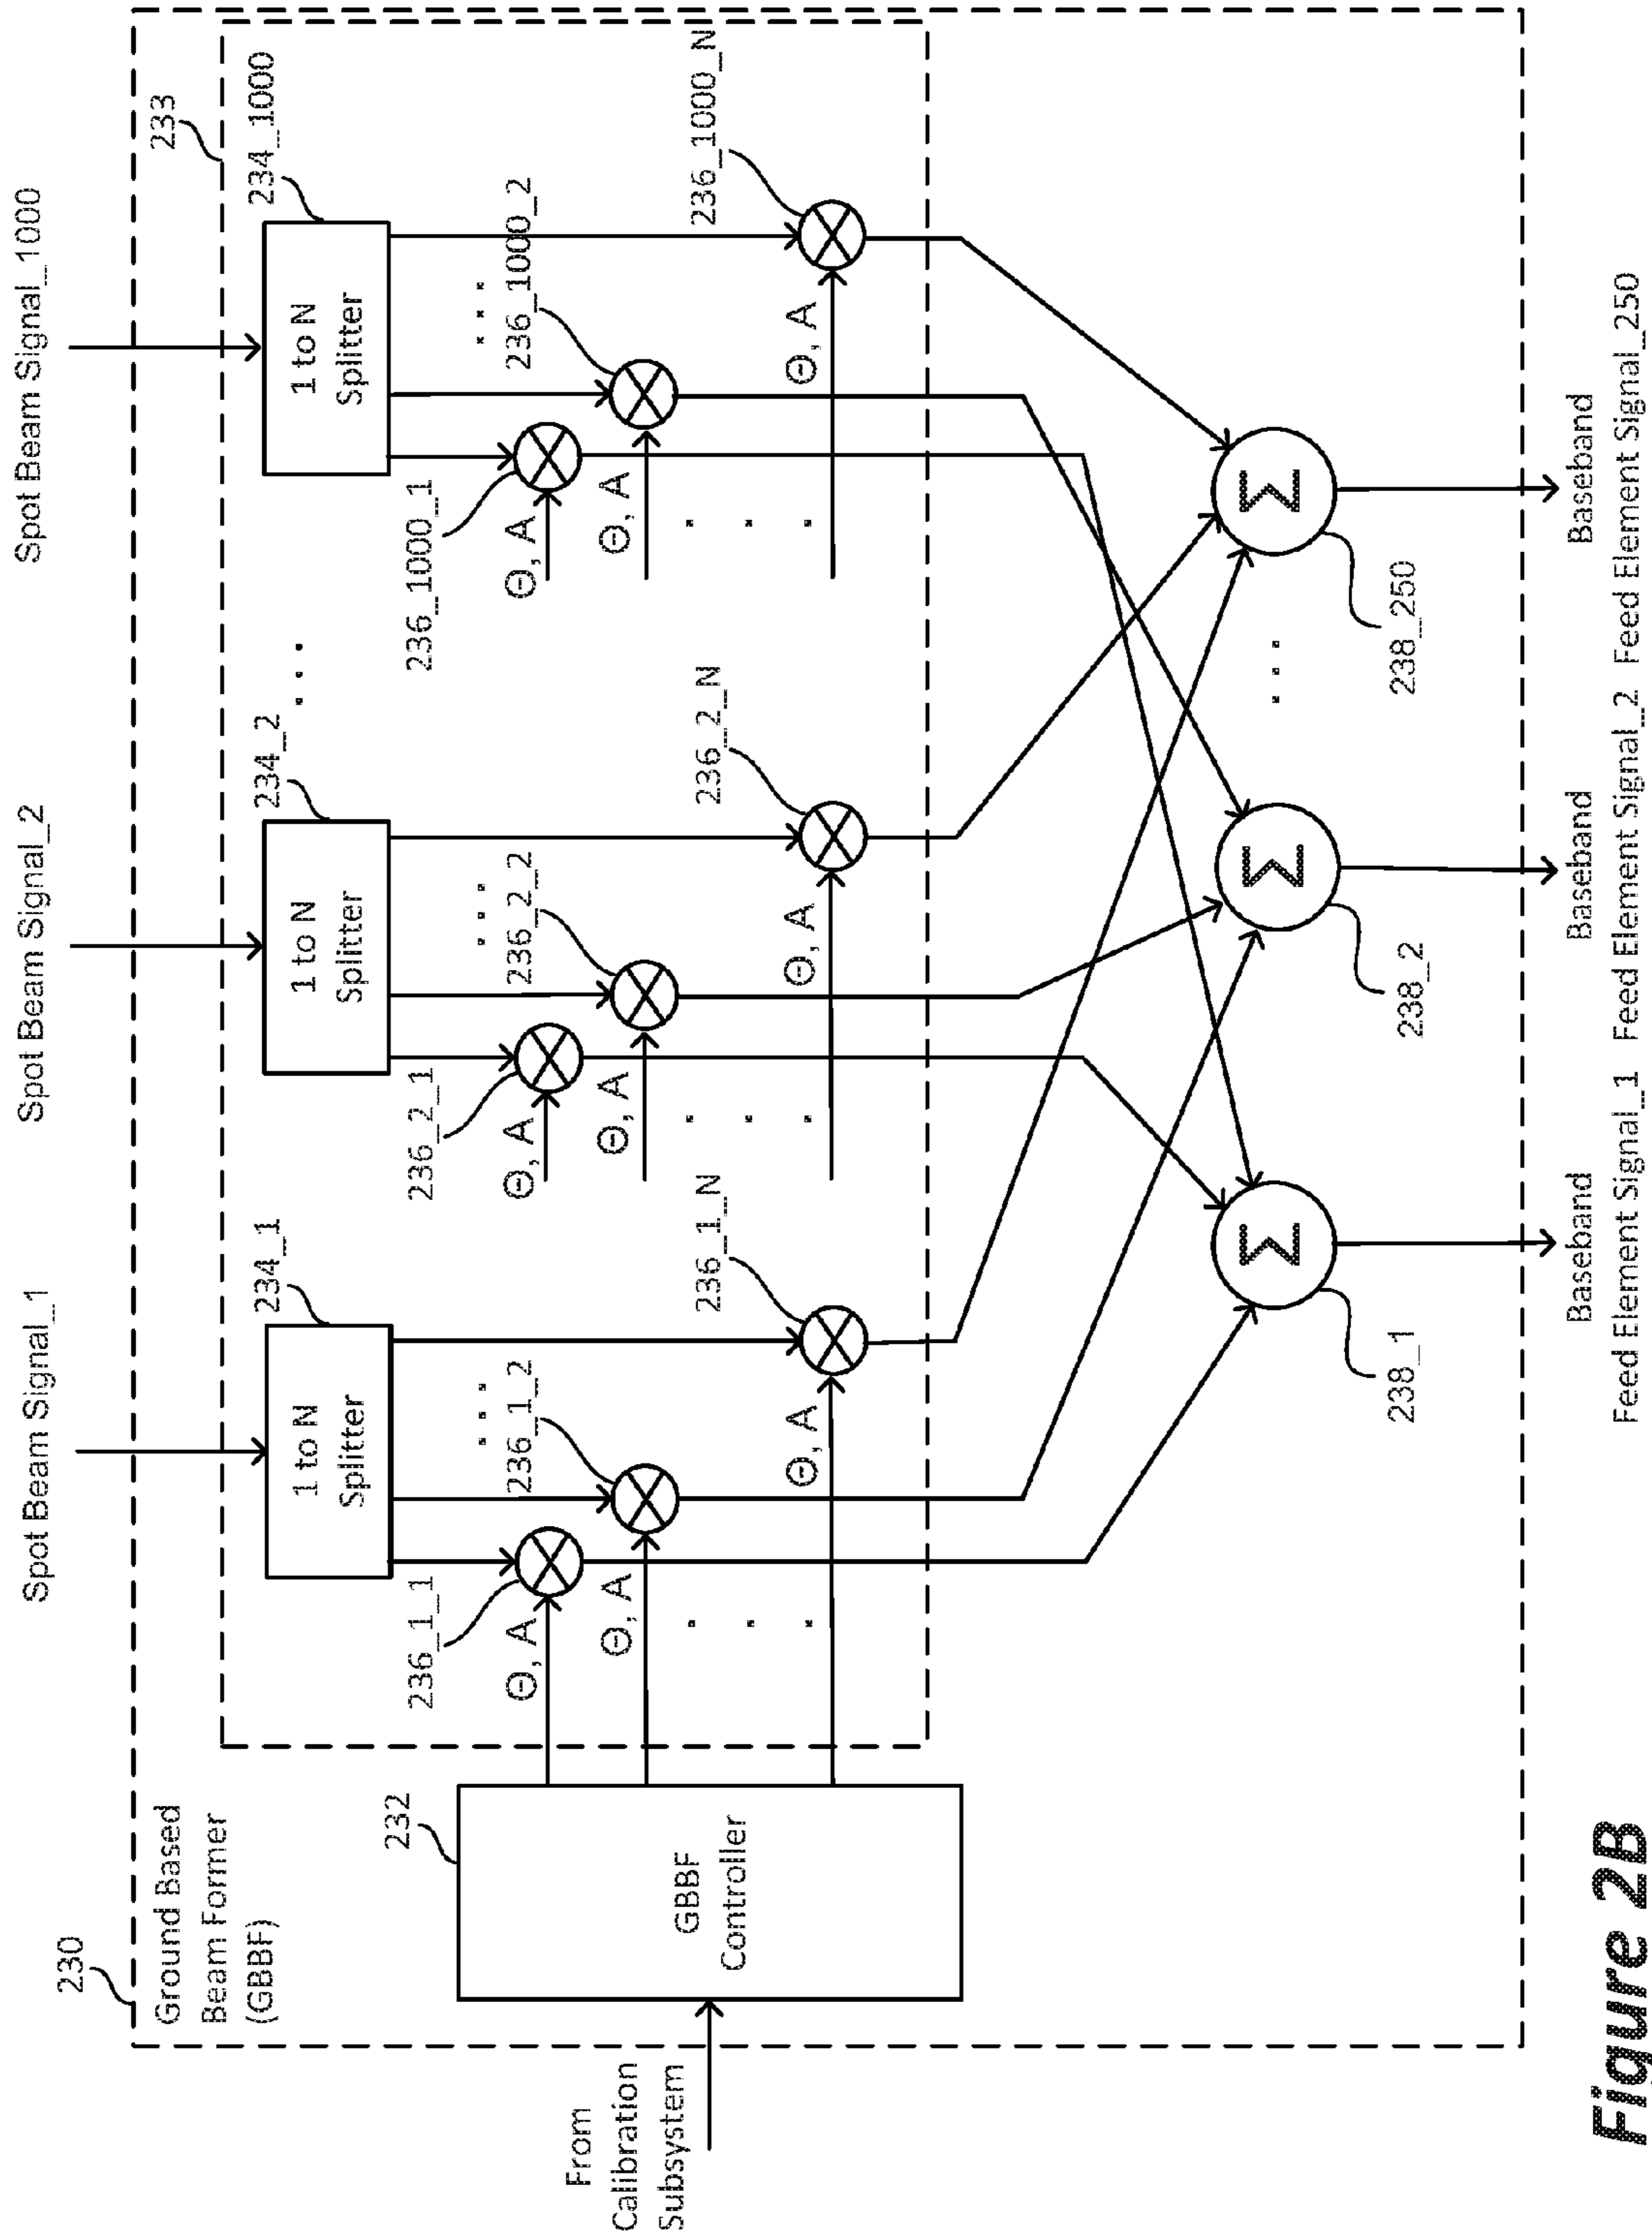 Spot Beam Signal_1
Spot Beam Signal_2
Spot Beam Signal_1000
230
Ground Based
Beam Former
(GBBF)
233
234_1
234_2
234_1000
1 to N
Splitter
1 to N
Splitter
1 to N
Splitter
. . .
236_1_1
236_1_2
. . .
236_2_1
236_2_2
. . .
236_1000_1
236_1000_2
. . .
Θ, A
Θ, A
Θ, A
Θ, A
Θ, A
Θ, A
236_1_N
236_2_N
236_1000_N
Θ, A
Θ, A
Θ, A
. . .
. . .
. . .
232
GBBF
Controller
From
Calibration
Subsystem
Σ
Σ
Σ
. . .
238_1
238_2
238_250
Baseband
Feed Element Signal_1
Baseband
Feed Element Signal_2
Baseband
Feed Element Signal_250
Figure 2B